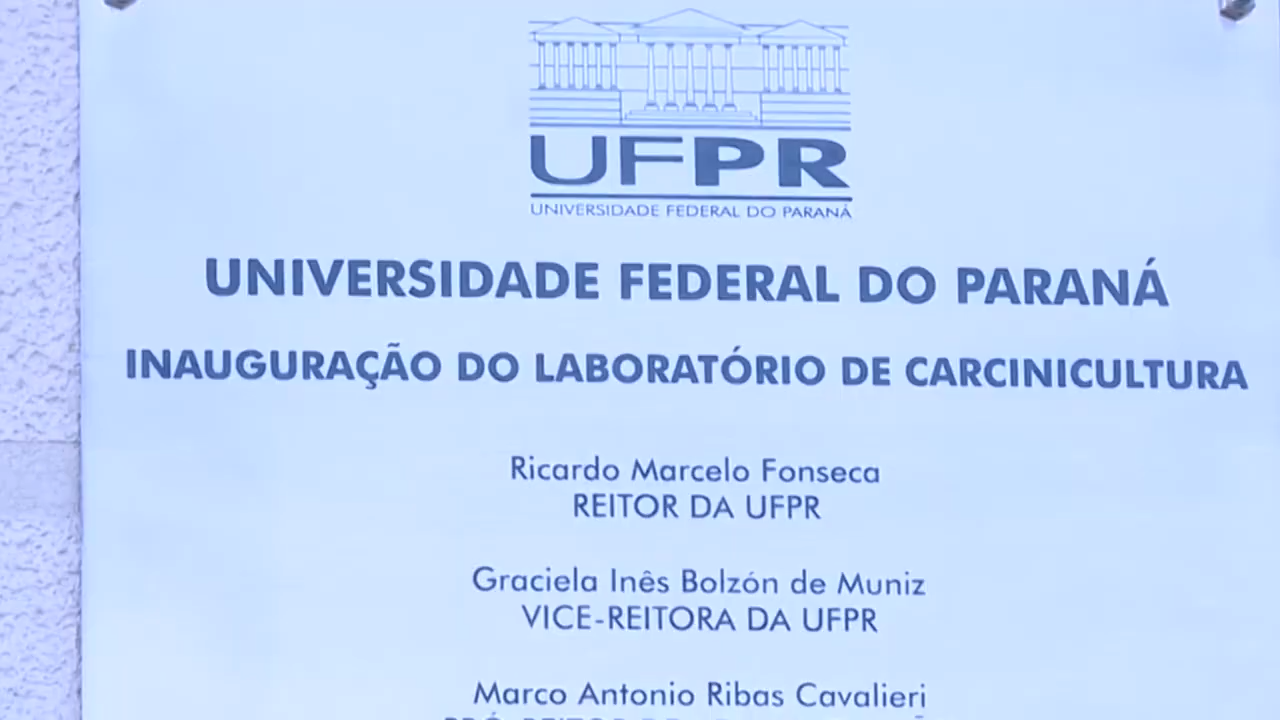 UFPR
UNIVERSIDADE FEDERAL DO PARANÁ
UNIVERSIDADE FEDERAL DO PARANÁ
INAUGURAÇÃO DO LABORATÓRIO DE CARCINICULTURA
Ricardo Marcelo Fonseca
REITOR DA UFPR
Graciela Inês Bolzón de Muniz
VICE-REITORA DA UFPR
Marco Antonio Ribas Cavalieri